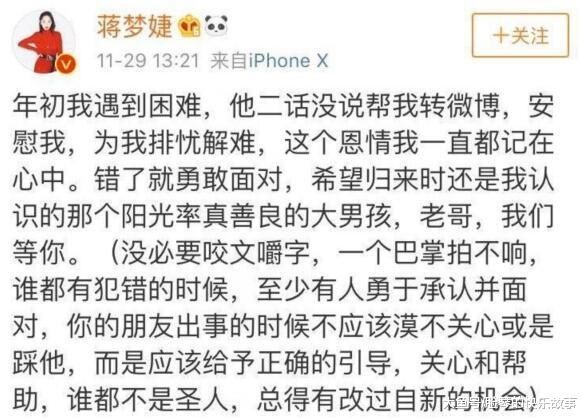 蒋梦婕
11-29 13:21 来自iPhone X
+关注
年初我遇到困难，他二话没说帮我转微博，安
慰我，为我排忧解难，这个恩情我一直都记在
心中。错了就勇敢面对，希望归来时还是我认
识的那个阳光率真善良的大男孩，老哥，我们
等你。（没必要咬文嚼字，一个巴掌拍不响，
谁都有犯错的时候，至少有人勇于承认并面
对，你的朋友出事的时候不应该漠不关心或是
踩他，而是应该给予正确的引导，关心和帮
助，谁都不是圣人，总得有改过自新的机会）